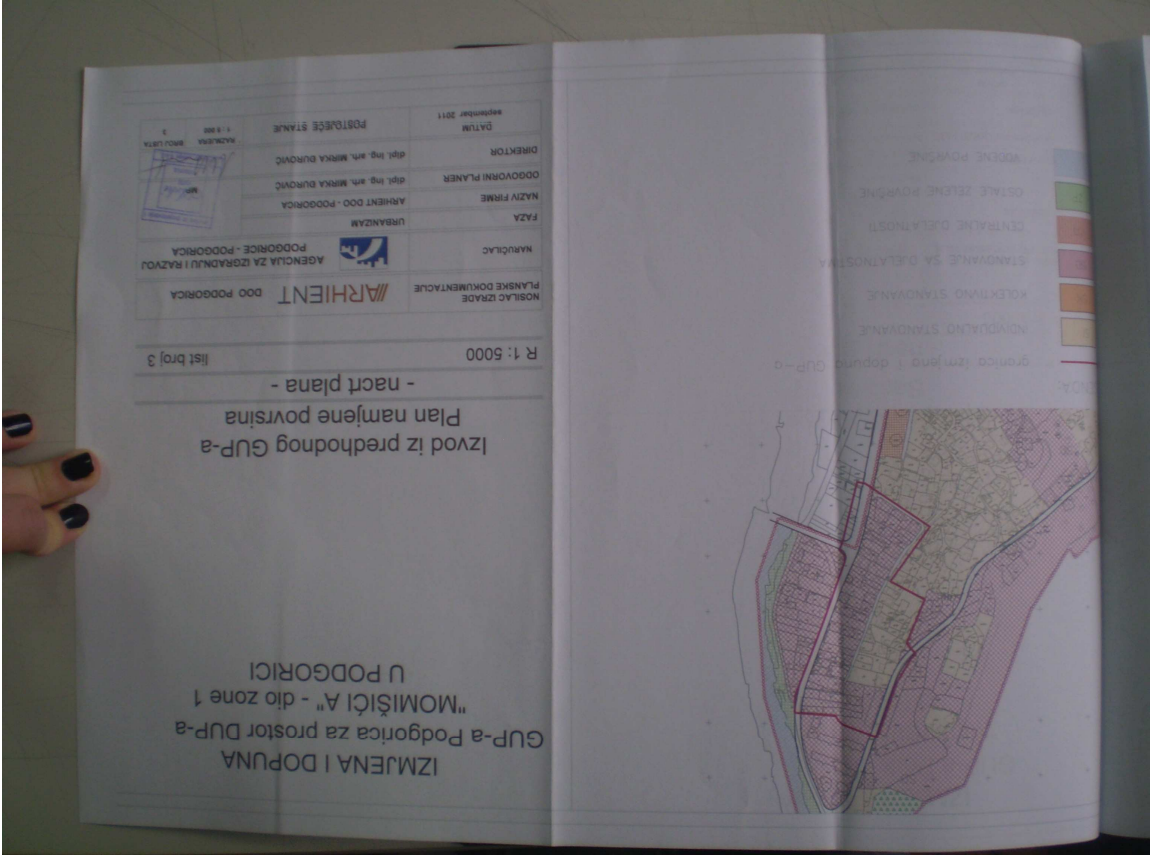 IZMJENA I DOPUNA
GUP-a Podgorica za prostor DUP-a
"MOMIŠIĆI A" - dio zone 1
U PODGORICI
Izvod iz predhodnog GUP-a
Plan namjene povrsina
- nacrt plana -
R 1: 5000 list broj 3
NOSILAC IZRADE
PLANSKE DOKUMENTACIJE
ARHIENT DOO PODGORICA
NARUČILAC
AGENCIJA ZA IZGRADNJU I RAZVOJ
PODGORICE - PODGORICA
FAZA URBANIZAM
NAZIV FIRME ARHIENT DOO - PODGORICA
ODGOVORNI PLANER dipl. ing. arh. MIRKA ĐUROVIĆ
DIREKTOR dipl. ing. arh. MIRKA ĐUROVIĆ
MP
DATUM
septembar 2011
POSTOJEĆE STANJE
RAZMJERA
1 : 5 000
BROJ LISTA
3
granica izmjena i dopuna GUP-a
NDIVIDUALNO STANOVANJE
KOLEKTIVNO STANOVANJE
STANOVANJE SA DJELATNOSTIMA
CENTRALNE DJELATNOSTI
OSTALE ZELENE POVRŠINE
VODENE POVRŠINE